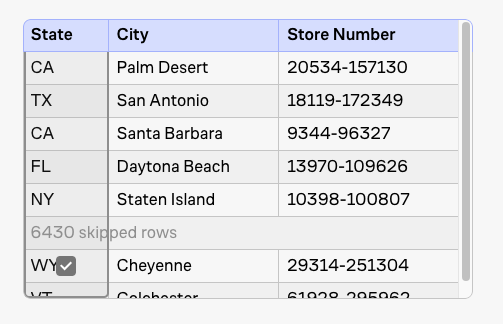 State City Store Number
CA Palm Desert 20534-157130
TX San Antonio 18119-172349
CA Santa Barbara 9344-96327
FL Daytona Beach 13970-109626
NY Staten Island 10398-100807
6430 skipped rows
WY Cheyenne 29314-251304
VT Colchester 61928-295962